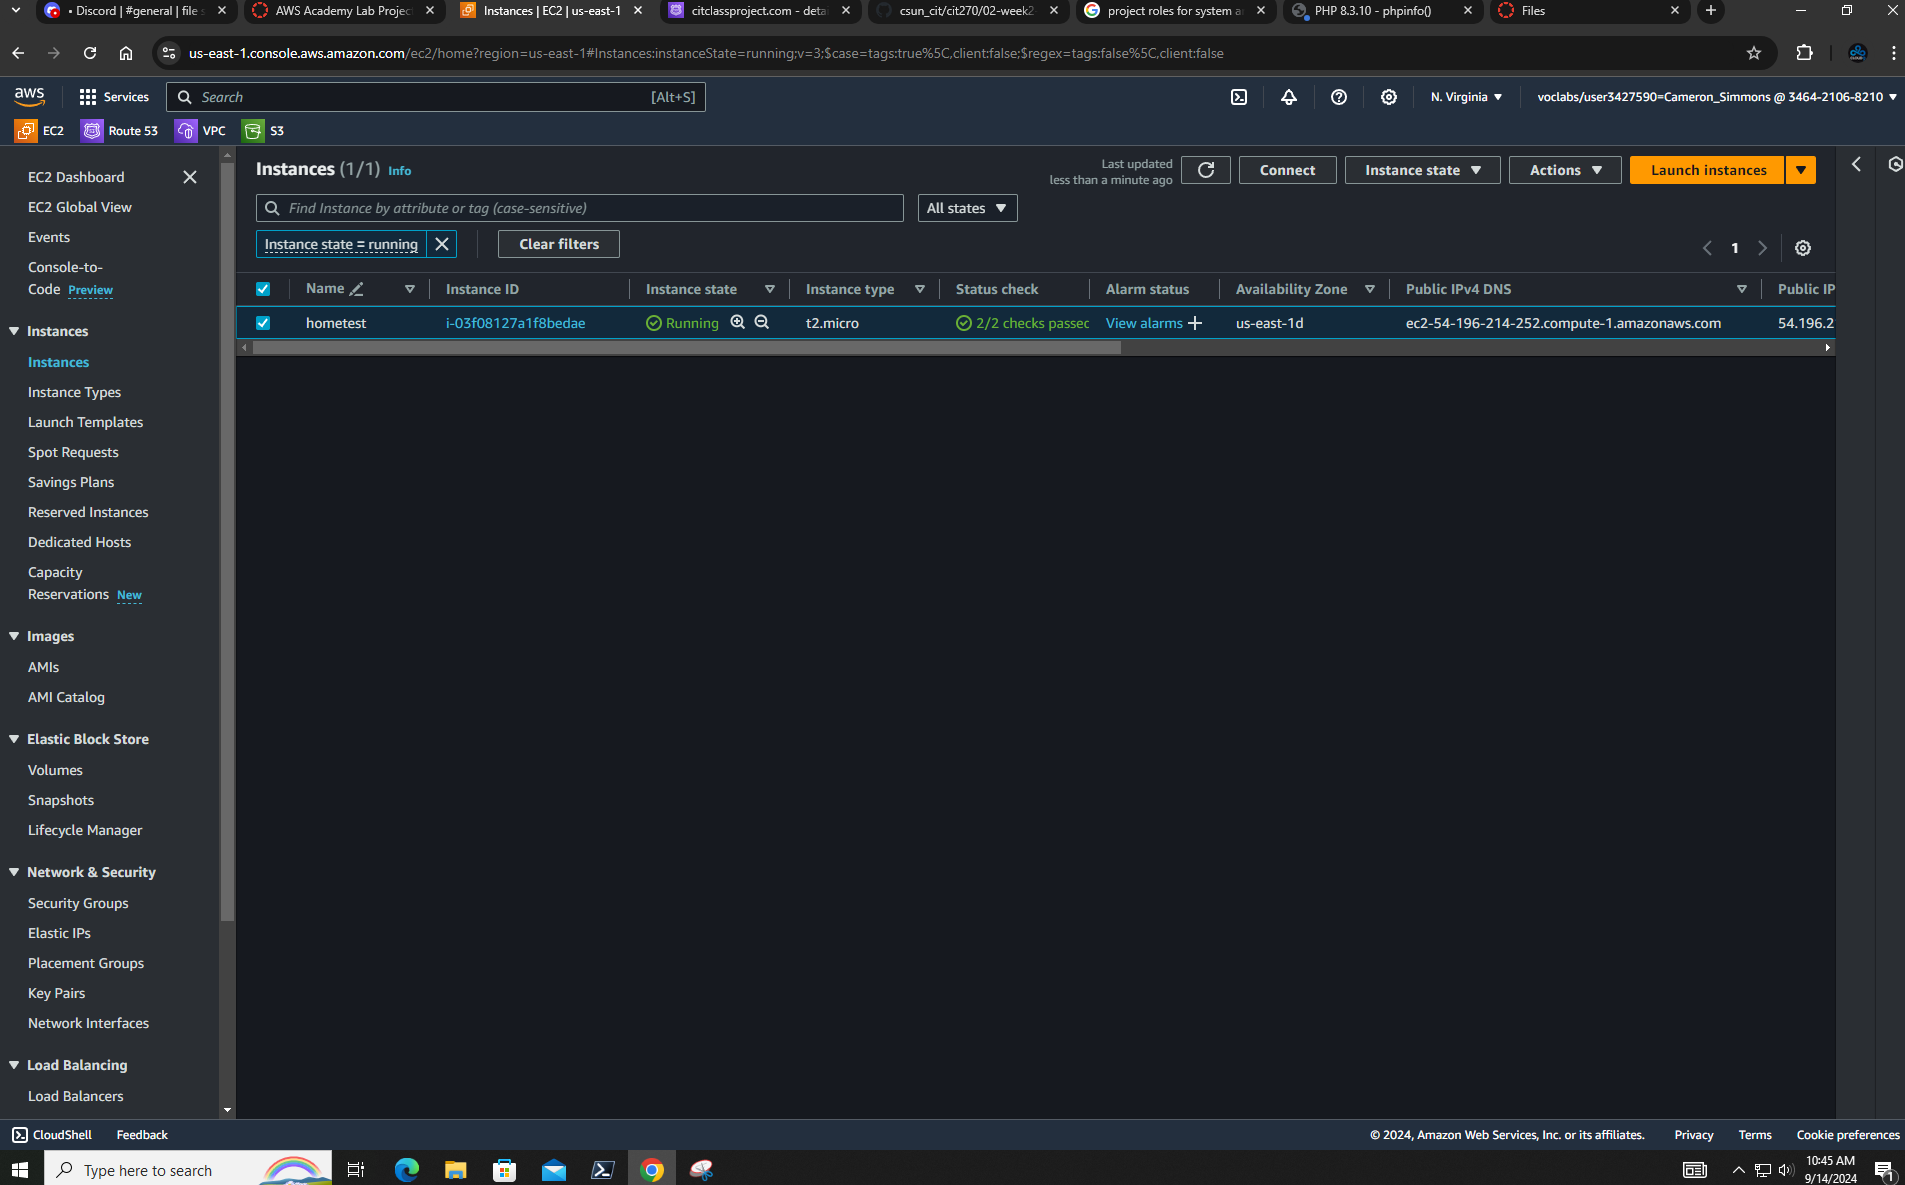 • Discord | #general | file s
AWS Academy Lab Projec
Instances | EC2 | us-east-1
citclassproject.com - detai
csun_cit/cit270/02-week2
project roles for system a
PHP 8.3.10 - phpinfo()
Files
us-east-1.console.aws.amazon.com/ec2/home?region=us-east-1#Instances:instanceState=running;v=3;$case=tags:true%5C,client:false;$regex=tags:false%5C,client:false
aws
Services
Search
[Alt+S]
N. Virginia
voclabs/user3427590=Cameron_Simmons @ 3464-2106-8210
EC2
Route 53
VPC
S3
EC2 Dashboard
EC2 Global View
Events
Console-to-
Code Preview
Instances
Instances
Instance Types
Launch Templates
Spot Requests
Savings Plans
Reserved Instances
Dedicated Hosts
Capacity
Reservations New
Images
AMIs
AMI Catalog
Elastic Block Store
Volumes
Snapshots
Lifecycle Manager
Network & Security
Security Groups
Elastic IPs
Placement Groups
Key Pairs
Network Interfaces
Load Balancing
Load Balancers
Instances (1/1) Info
Last updated
less than a minute ago
Connect
Instance state
Actions
Launch instances
Find Instance by attribute or tag (case-sensitive)
All states
Instance state = running
Clear filters
1
Name
Instance ID
Instance state
Instance type
Status check
Alarm status
Availability Zone
Public IPv4 DNS
Public IP
hometest
i-03f08127a1f8bedae
Running
t2.micro
2/2 checks passec
View alarms
us-east-1d
ec2-54-196-214-252.compute-1.amazonaws.com
54.196.2
CloudShell
Feedback
© 2024, Amazon Web Services, Inc. or its affiliates.
Privacy
Terms
Cookie preferences
Type here to search
10:45 AM
9/14/2024
1